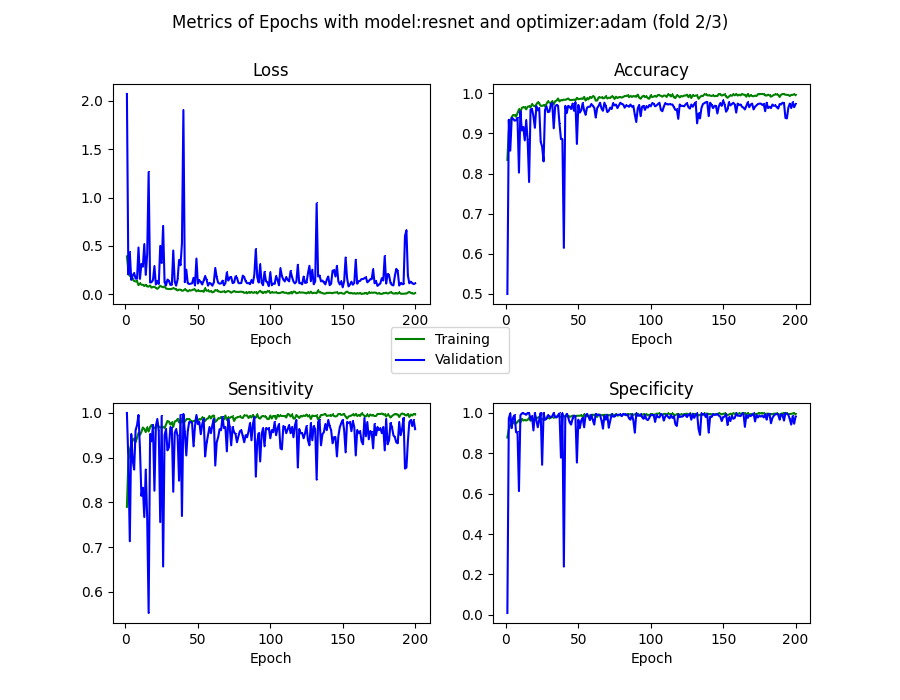 Metrics of Epochs with model:resnet and optimizer:adam (fold 2/3)
Loss
2.0
1.5
1.0
0.5
0.0
0 50 100 150 200
Epoch
Accuracy
1.0
0.9
0.8
0.7
0.6
0.5
0 50 100 150 200
Epoch
Training
Validation
Sensitivity
1.0
0.9
0.8
0.7
0.6
0 50 100 150 200
Epoch
Specificity
1.0
0.8
0.6
0.4
0.2
0.0
0 50 100 150 200
Epoch